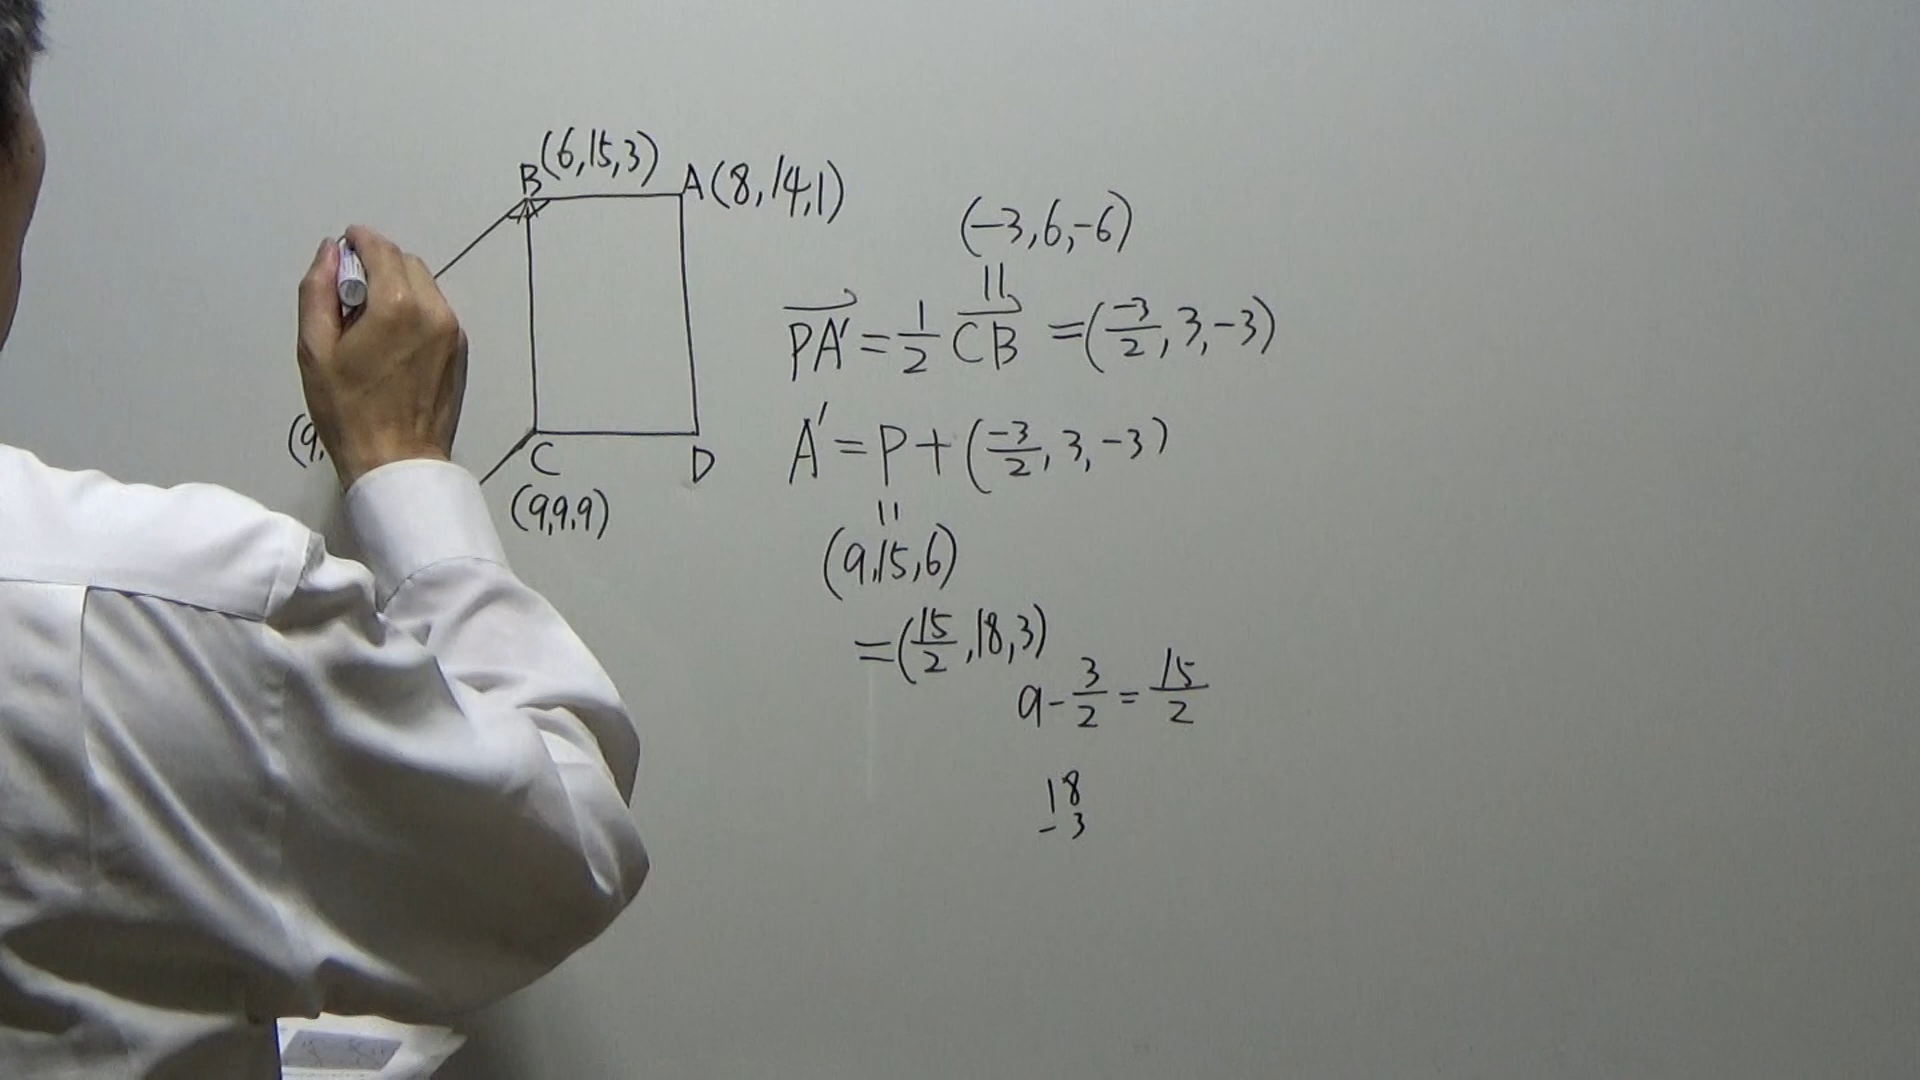 B(6,15,3)
A(8,14,1)
(9,
C
(9,9,9)
D
(-3,6,-6)
=
PA' = 1/2 CB = (-3/2, 3, -3)
A' = P + (-3/2, 3, -3)
=
(9,15,6)
= (15/2, 18, 3)
9 - 3/2 = 15/2
18
- 3